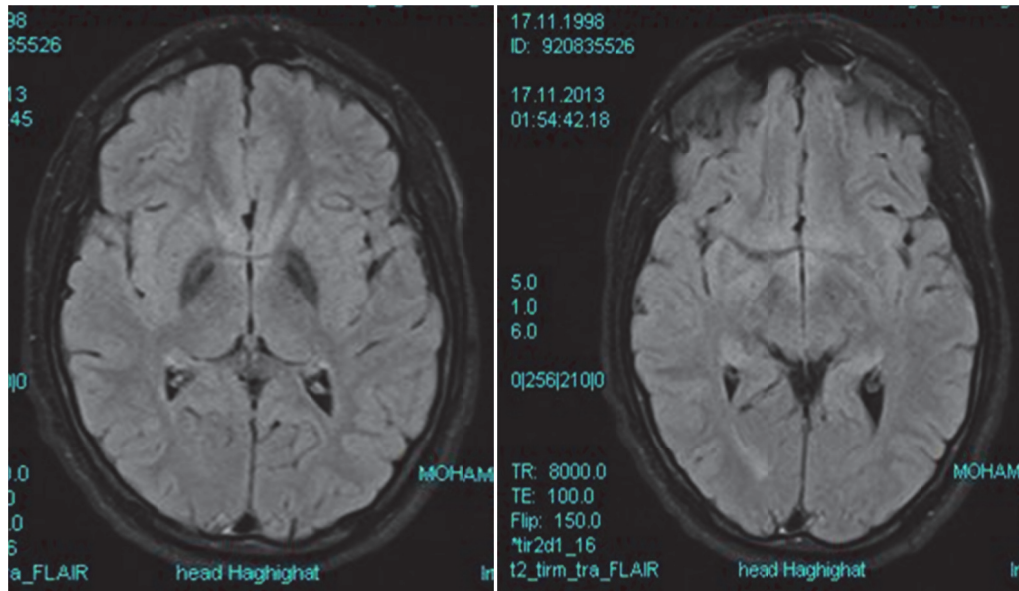 98
35526
13
45
0|0
0.0
0
.0
6
ra_FLAIR
head Haghighat
MOHAM
In
17.11.1998
ID: 920835526
17.11.2013
01:54:42.18
5.0
1.0
6.0
0|256|210|0
TR: 8000.0
TE: 100.0
Flip: 150.0
*tir2d1_16
t2_tirm_tra_FLAIR
head Haghighat
MOHAM
In